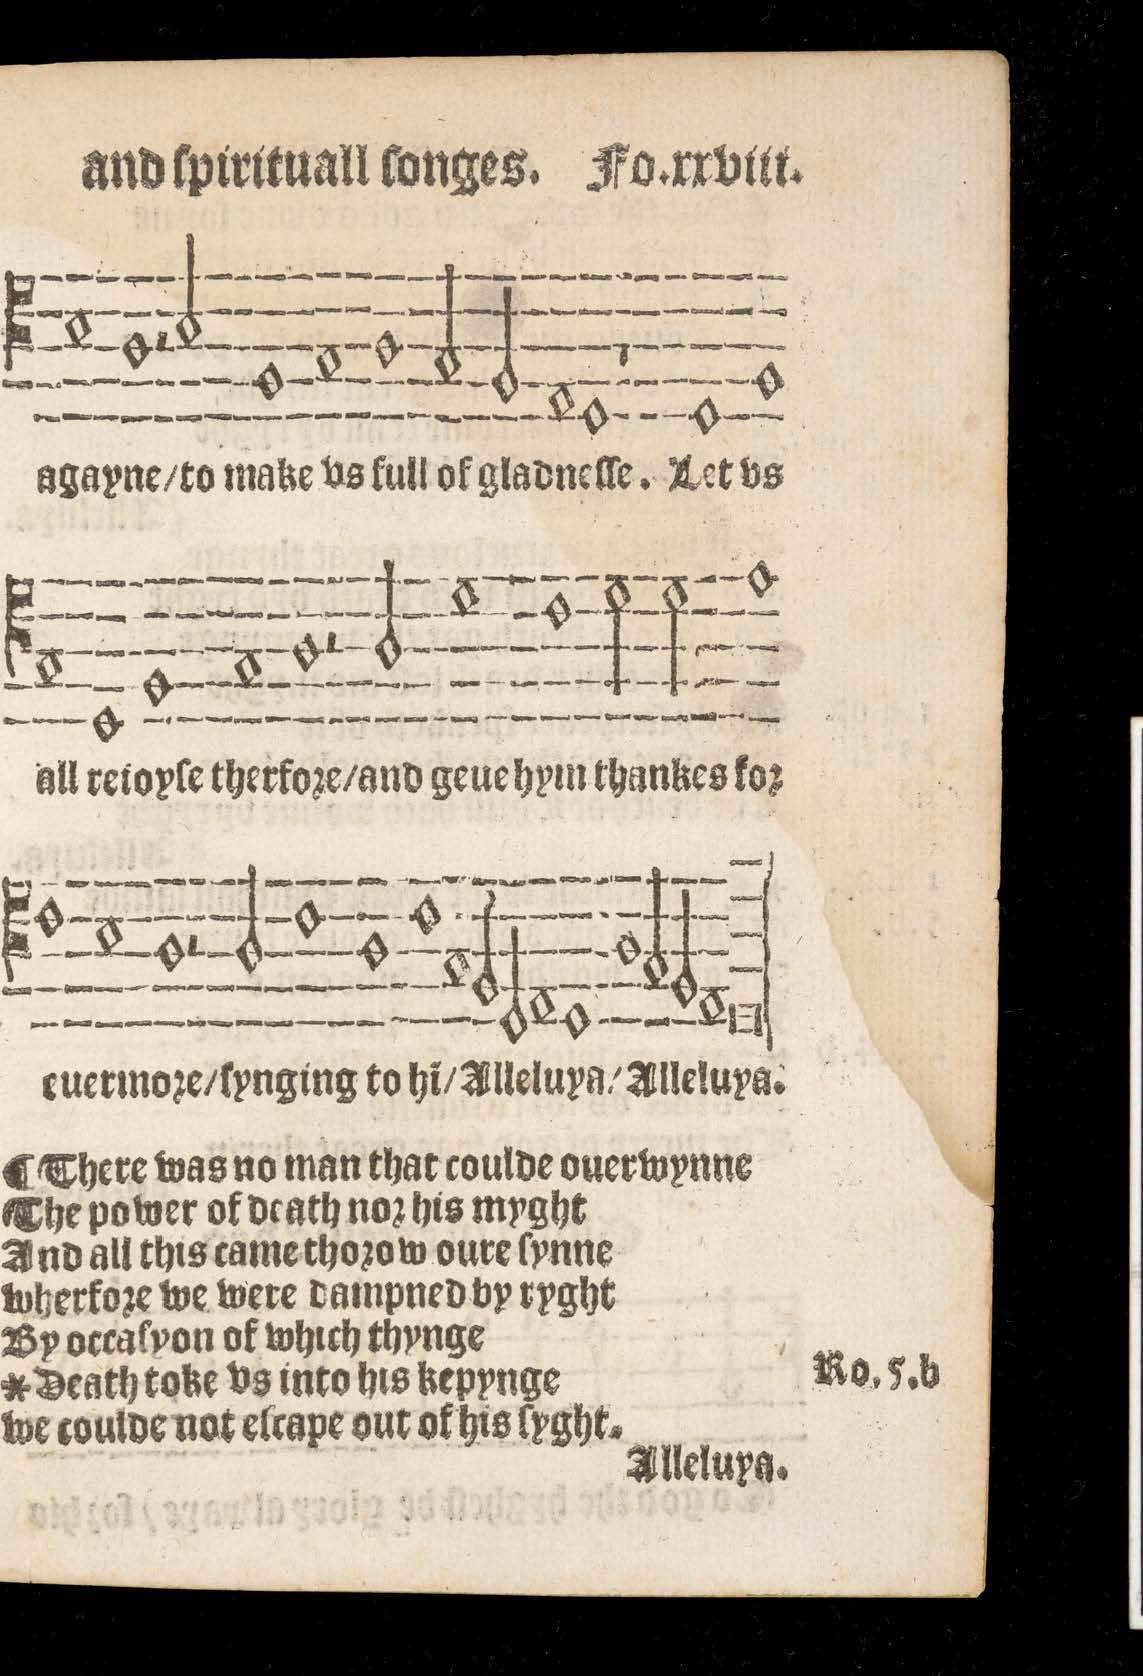 and spirituall songes. Fo.xxviii.
agayne/to make vs full of gladnesse. Let vs
all reioyse therfore/and geue hym thankes for
euermore/synging to hī/Alleluya/Alleluya.
¶ There was no man that coulde ouerwynne
The power of death nor his myght
And all this came thorow oure synne
wherfore we were dampned by ryght
By occasyon of which thynge
*Death toke vs into his kepynge
Ro.5.b
we coulde not escape out of his syght.
Alleluya.